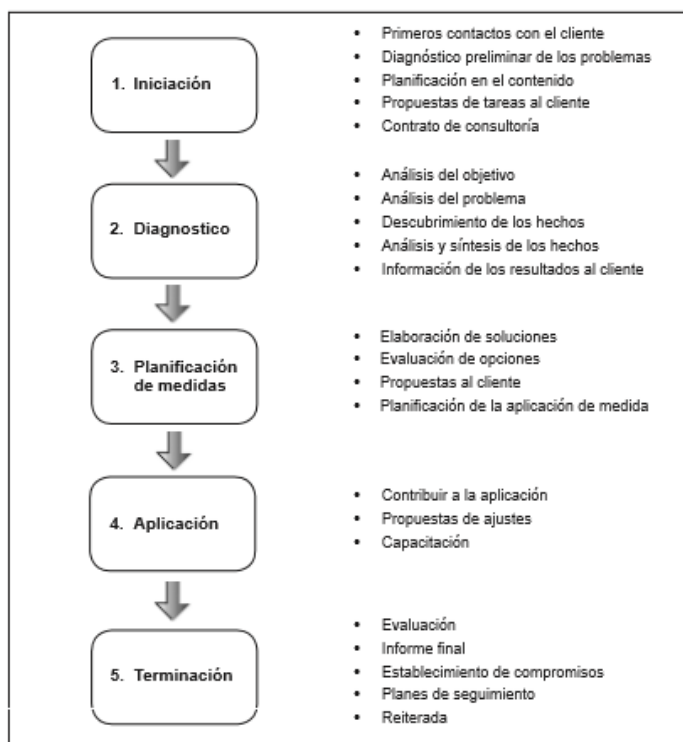 1. Iniciación
• Primeros contactos con el cliente
• Diagnóstico preliminar de los problemas
• Planificación en el contenido
• Propuestas de tareas al cliente
• Contrato de consultoría
2. Diagnostico
• Análisis del objetivo
• Análisis del problema
• Descubrimiento de los hechos
• Análisis y síntesis de los hechos
• Información de los resultados al cliente
3. Planificación
de medidas
• Elaboración de soluciones
• Evaluación de opciones
• Propuestas al cliente
• Planificación de la aplicación de medida
4. Aplicación
• Contribuir a la aplicación
• Propuestas de ajustes
• Capacitación
5. Terminación
• Evaluación
• Informe final
• Establecimiento de compromisos
• Planes de seguimiento
• Reiterada